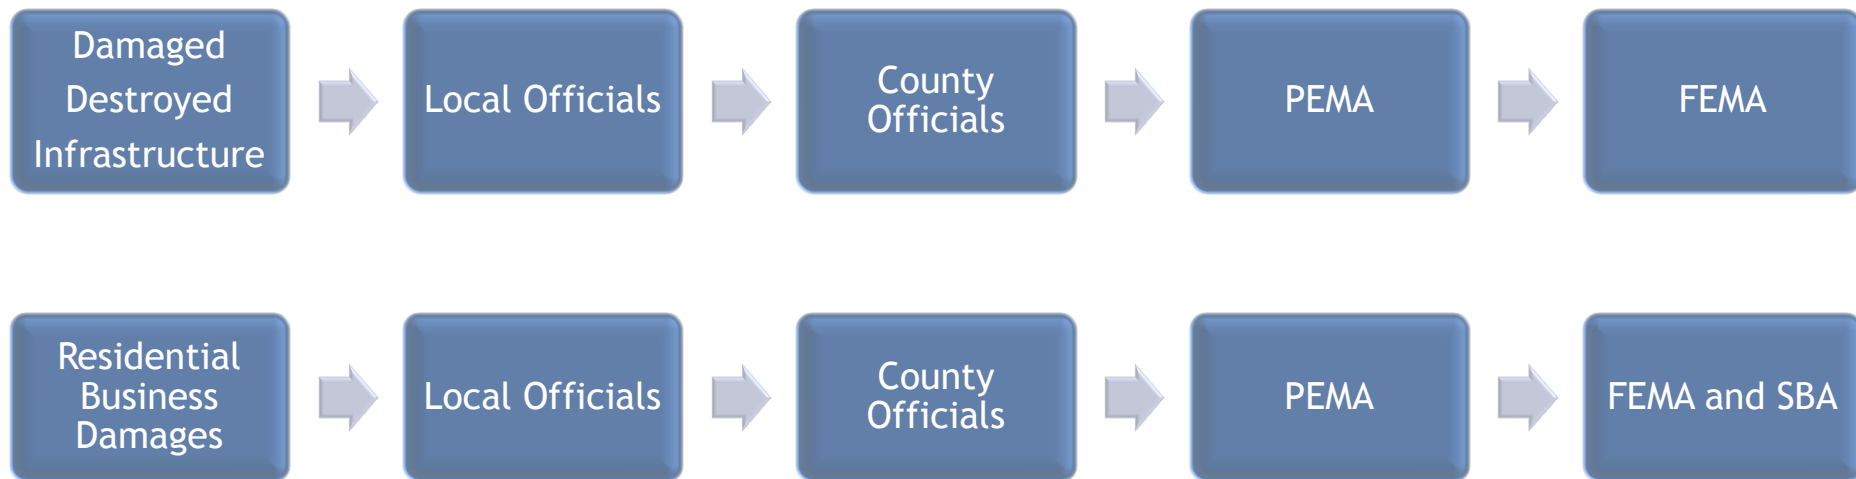 Damaged
Destroyed
Infrastructure
Local Officials
County
Officials
PEMA
FEMA
Residential
Business
Damages
Local Officials
County
Officials
PEMA
FEMA and SBA